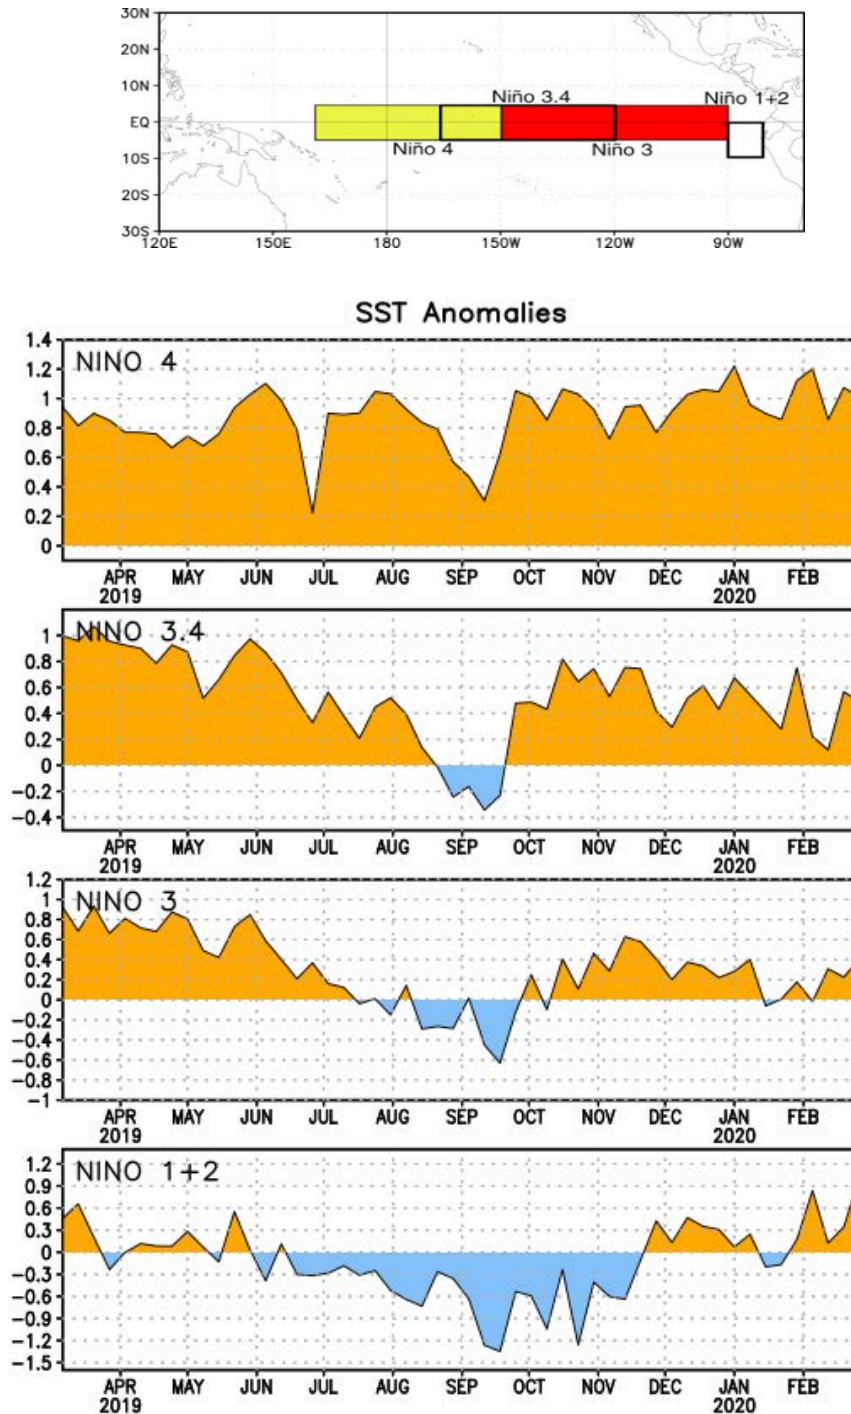 30N
20N
10N
EQ
10S
20S
30S
Niño 3.4
Niño 1+2
Niño 4
Niño 3
120E 150E 180 150W 120W 90W
SST Anomalies
NINO 4
1.4
1.2
1
0.8
0.6
0.4
0.2
0
APR MAY JUN JUL AUG SEP OCT NOV DEC JAN FEB
2019 2020
NINO 3.4
1
0.8
0.6
0.4
0.2
0
-0.2
-0.4
APR MAY JUN JUL AUG SEP OCT NOV DEC JAN FEB
2019 2020
NINO 3
1.2
1
0.8
0.6
0.4
0.2
0
-0.2
-0.4
-0.6
-0.8
-1
APR MAY JUN JUL AUG SEP OCT NOV DEC JAN FEB
2019 2020
NINO 1+2
1.2
0.9
0.6
0.3
0
-0.3
-0.6
-0.9
-1.2
-1.5
APR MAY JUN JUL AUG SEP OCT NOV DEC JAN FEB
2019 2020